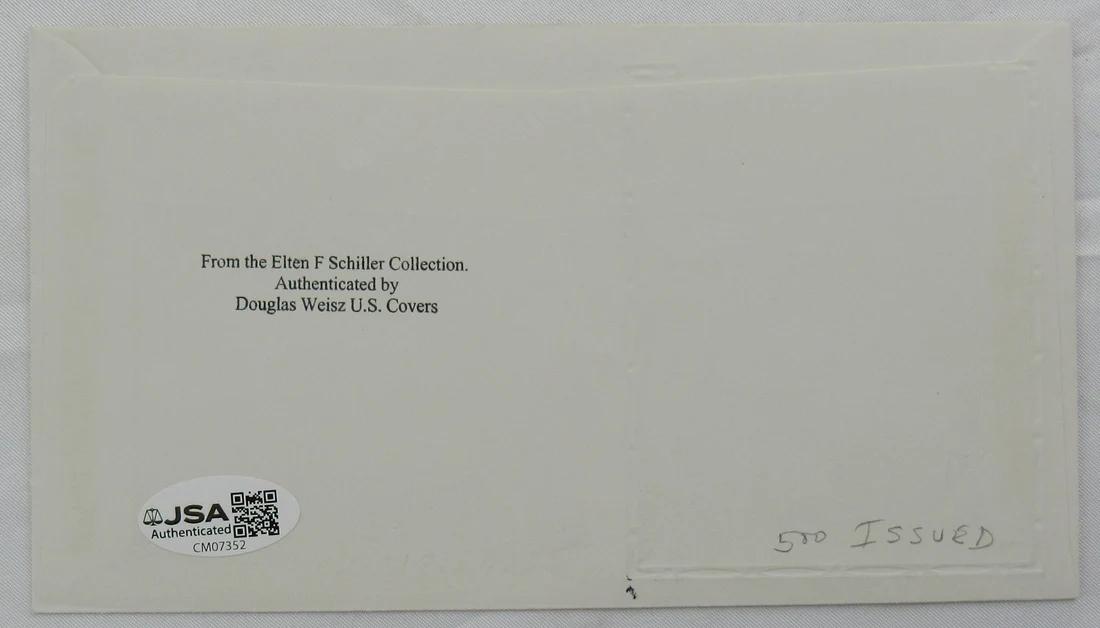 From the Elten F Schiller Collection.
Authenticated by
Douglas Weisz U.S. Covers
JSA
Authenticated
CM07352
500 ISSUED